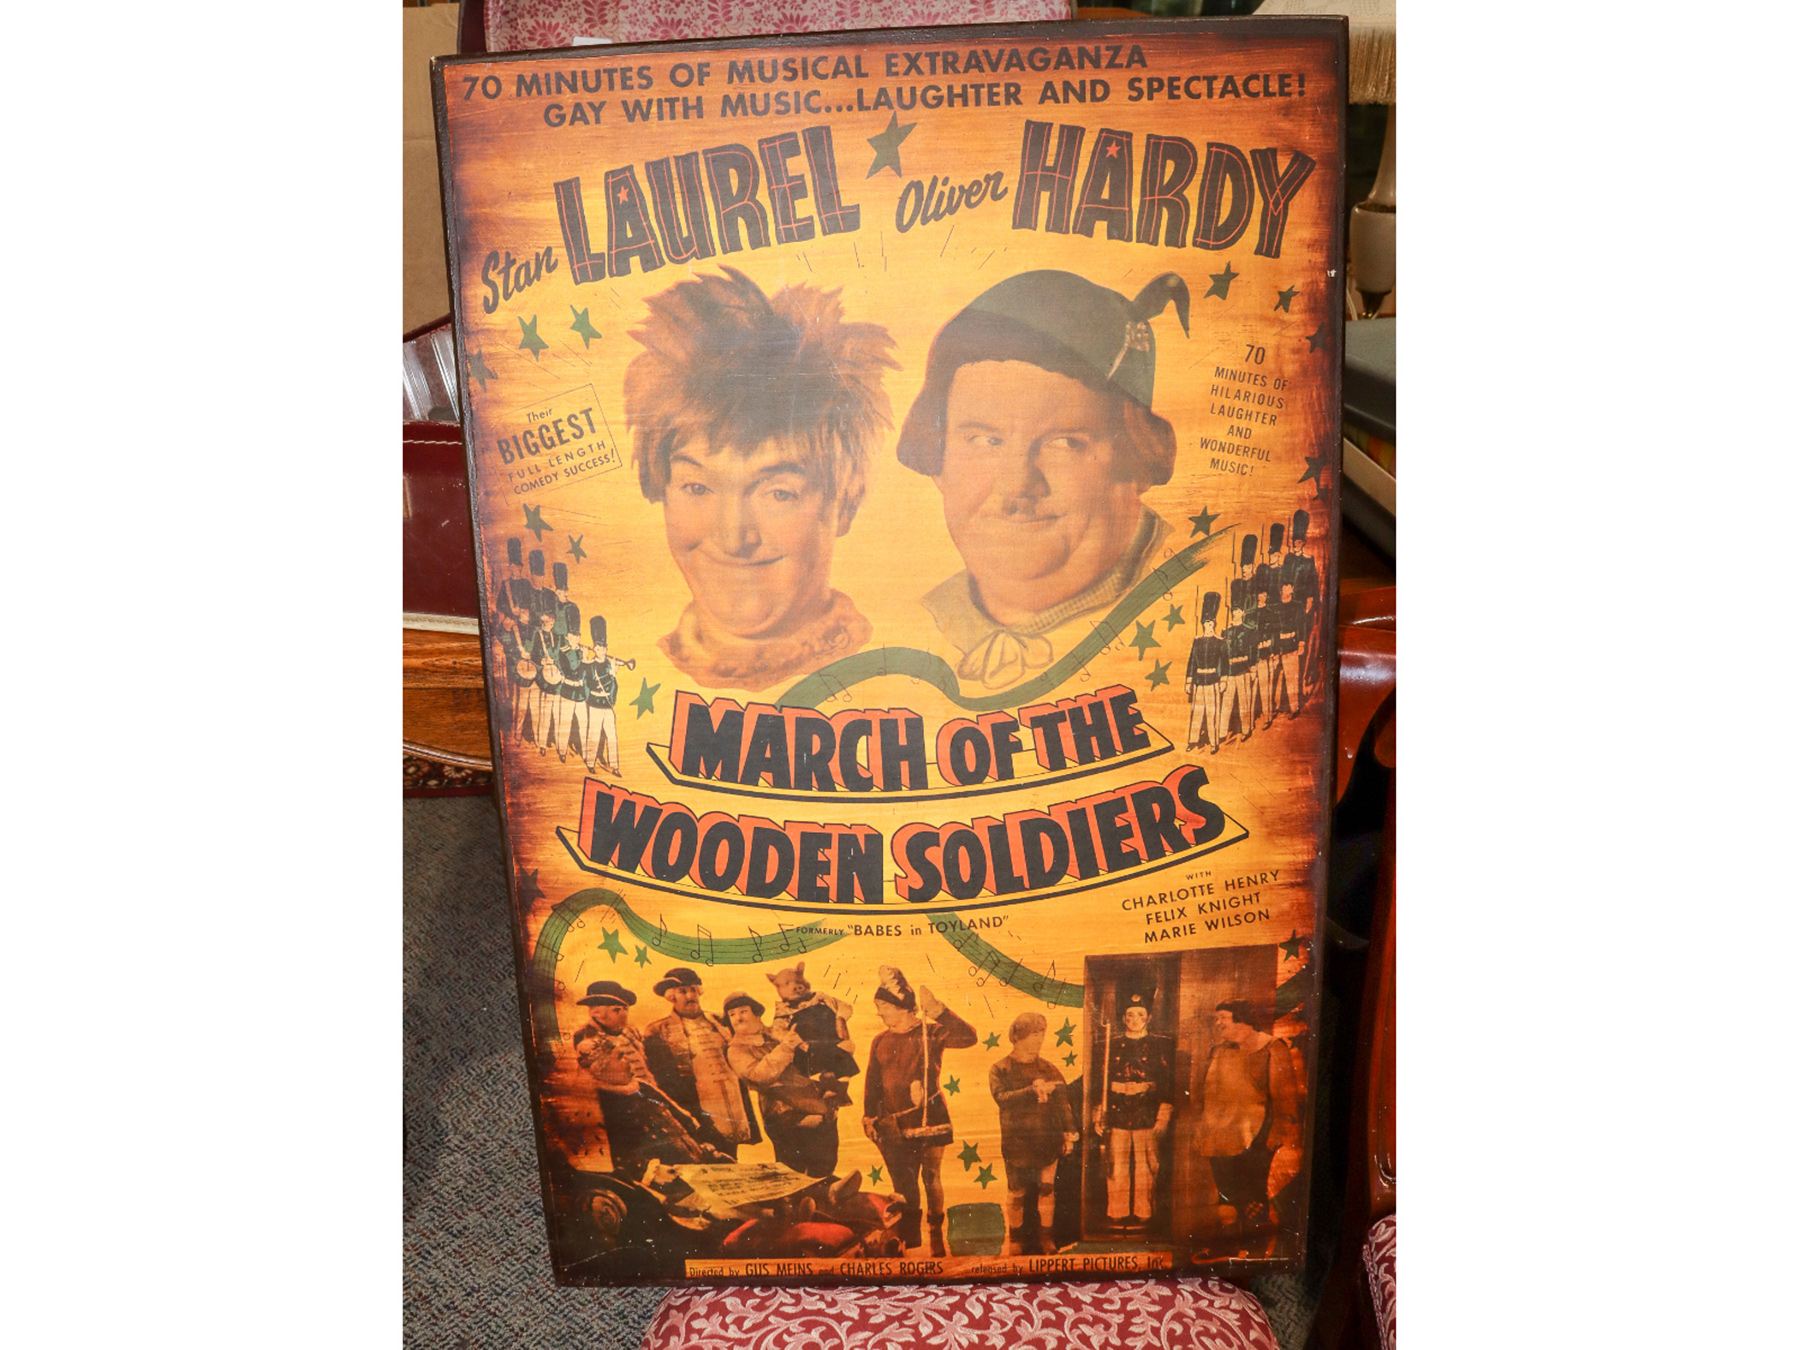 70 MINUTES OF MUSICAL EXTRAVAGANZA
GAY WITH MUSIC...LAUGHTER AND SPECTACLE!
Stan LAUREL Oliver HARDY
Their
BIGGEST
FULL LENGTH
COMEDY SUCCESS!
70
MINUTES OF
HILARIOUS
LAUGHTER
AND
WONDERFUL
MUSIC!
MARCH OF THE
WOODEN SOLDIERS
FORMERLY "BABES in TOYLAND"
WITH
CHARLOTTE HENRY
FELIX KNIGHT
MARIE WILSON
Directed by GUS MEINS and CHARLES ROGERS released by LIPPERT PICTURES, Inc.